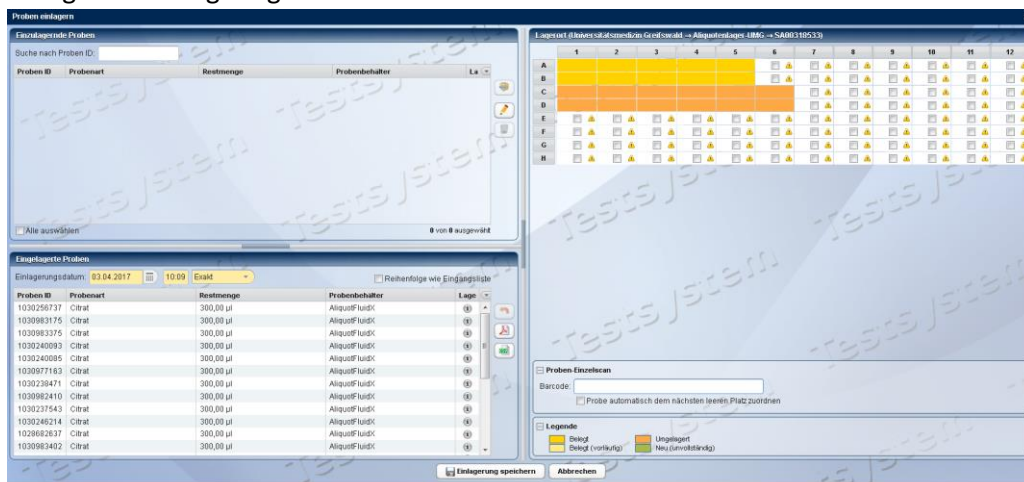 Proben einlagern
Einzulagernde Proben
Suche nach Proben ID:
Proben ID Probenart Restmenge Probenbehälter La
Alle auswählen 0 von 0 ausgewählt
Eingelagerte Proben
Einlagerungsdatum: 03.04.2017 10:09 Exakt Reihenfolge wie Eingangsliste
Proben ID Probenart Restmenge Probenbehälter Lage
1030256737 Citrat 300,00 µl AliquotFluidX
1030983175 Citrat 300,00 µl AliquotFluidX
1030983375 Citrat 300,00 µl AliquotFluidX
1030240093 Citrat 300,00 µl AliquotFluidX
1030240085 Citrat 300,00 µl AliquotFluidX
1030977163 Citrat 300,00 µl AliquotFluidX
1030238471 Citrat 300,00 µl AliquotFluidX
1030982410 Citrat 300,00 µl AliquotFluidX
1030237543 Citrat 300,00 µl AliquotFluidX
1030246214 Citrat 300,00 µl AliquotFluidX
1028682637 Citrat 300,00 µl AliquotFluidX
1030983402 Citrat 300,00 µl AliquotFluidX
Lagerort (Universitätsmedizin Greifswald → Aliquotenlager-UMG → SA00318533)
1 2 3 4 5 6 7 8 9 10 11 12
A
B
C
D
E
F
G
H
Proben-Einzelscan
Barcode:
Probe automatisch dem nächsten leeren Platz zuordnen
Legende
Belegt Umgelagert
Belegt (vorläufig) Neu (unvollständig)
Einlagerung speichern Abbrechen
Testsystem